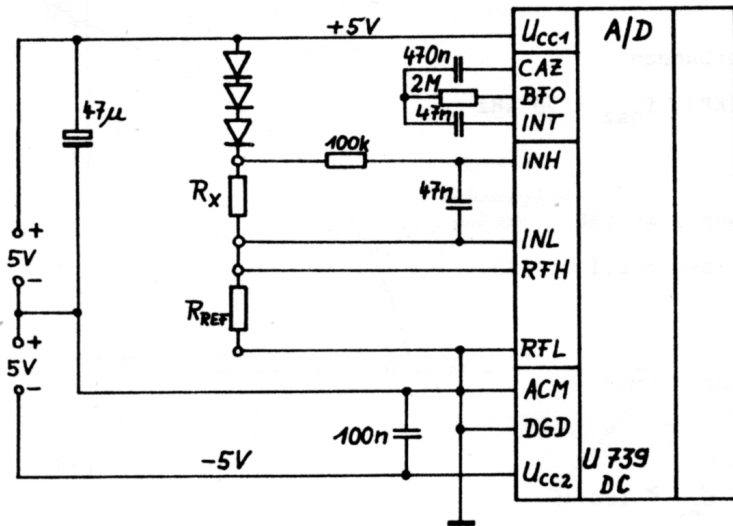 +5V
UCC1
A/D
470n
CAZ
2M
BFO
47n
INT
47µ
100k
INH
RX
47n
INL
+
5V
-
RFH
RREF
+
5V
-
RFL
ACM
100n
DGD
-5V
UCC2
U 739
DC